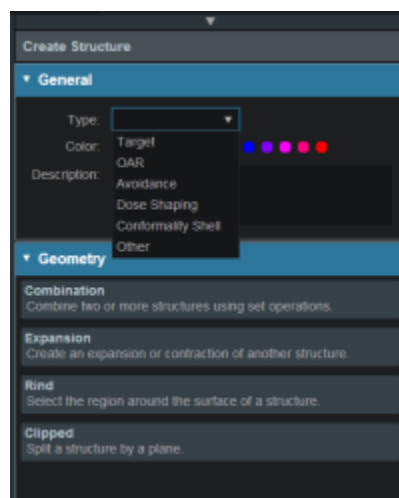 Create Structure
General
Type:
Target
Color:
OAR
Description:
Avoidance
Dose Shaping
Conformality Shell
Other
Geometry
Combination
Combine two or more structures using set operations.
Expansion
Create an expansion or contraction of another structure.
Rind
Select the region around the surface of a structure.
Clipped
Split a structure by a plane.